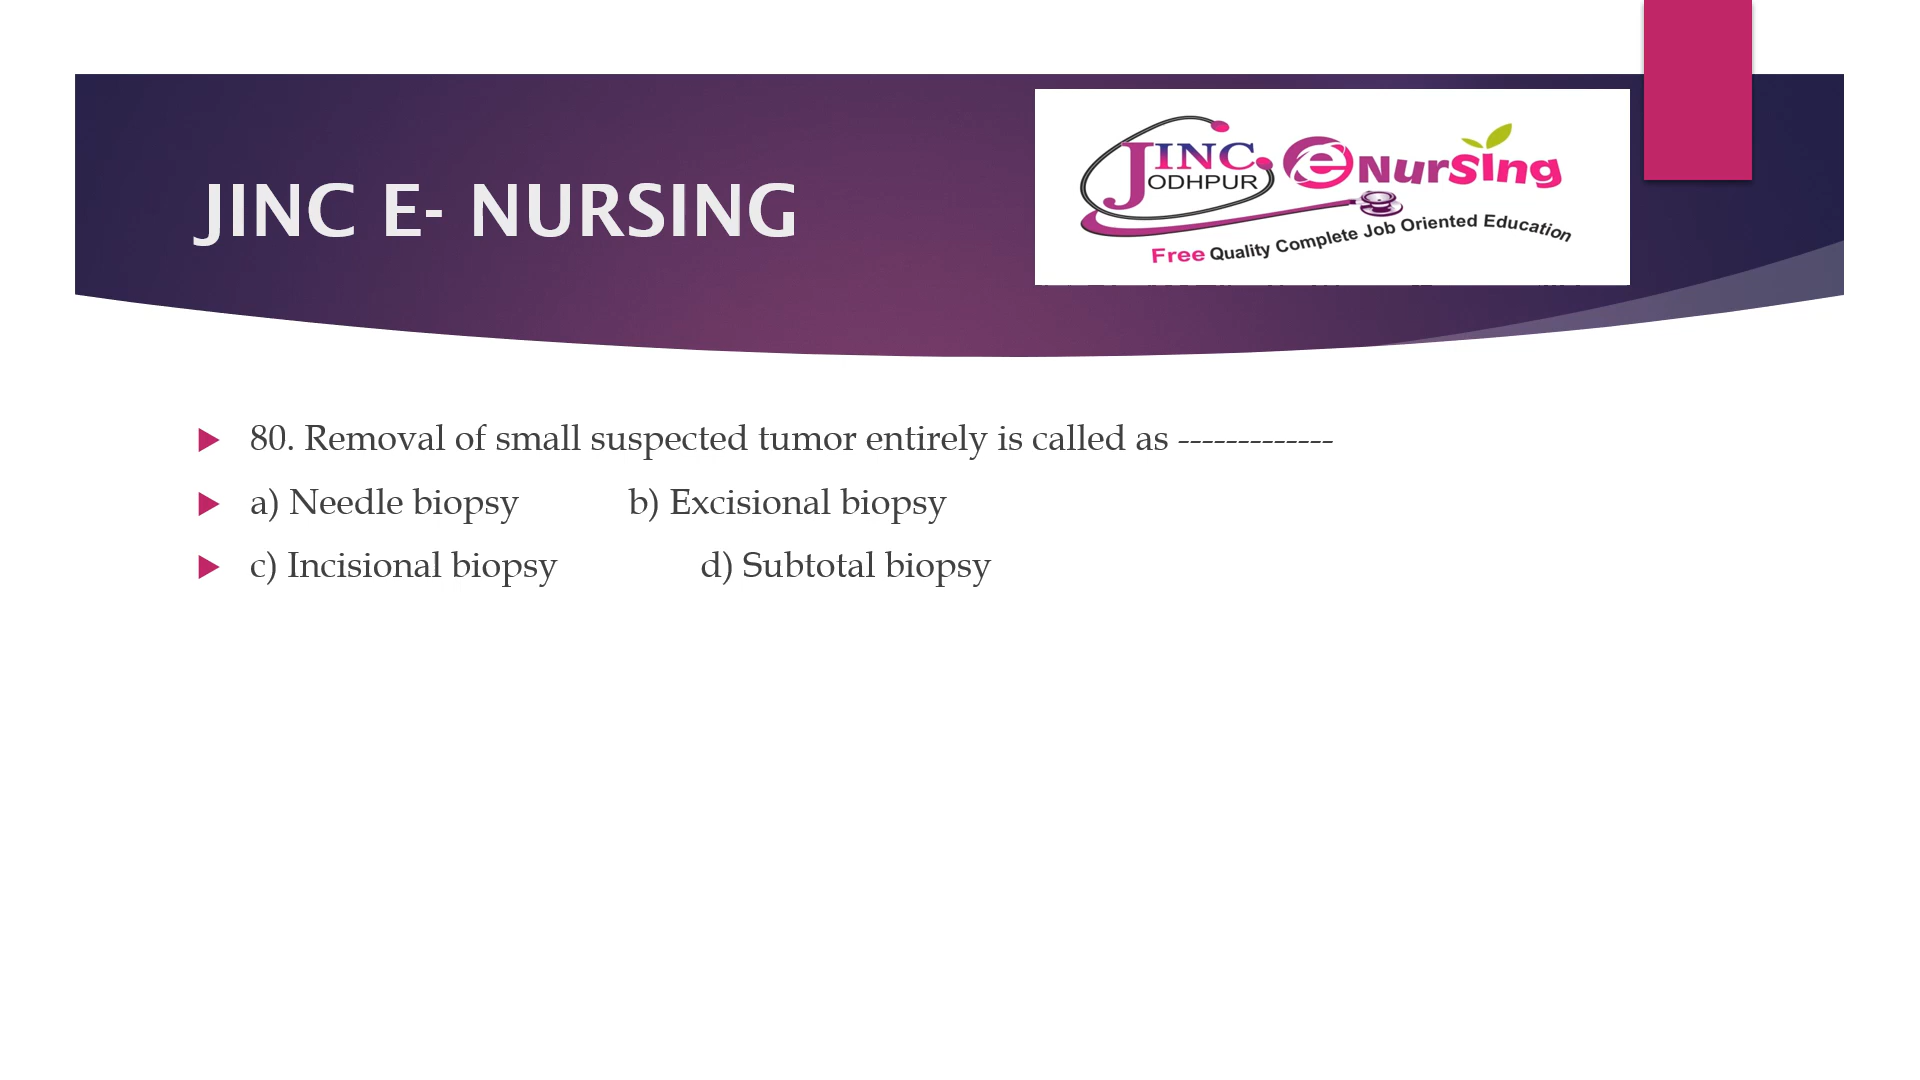 JINC E- NURSING
JINC eNursing
ODHPUR
Free Quality Complete Job Oriented Education
80. Removal of small suspected tumor entirely is called as -------------
a) Needle biopsy b) Excisional biopsy
c) Incisional biopsy d) Subtotal biopsy